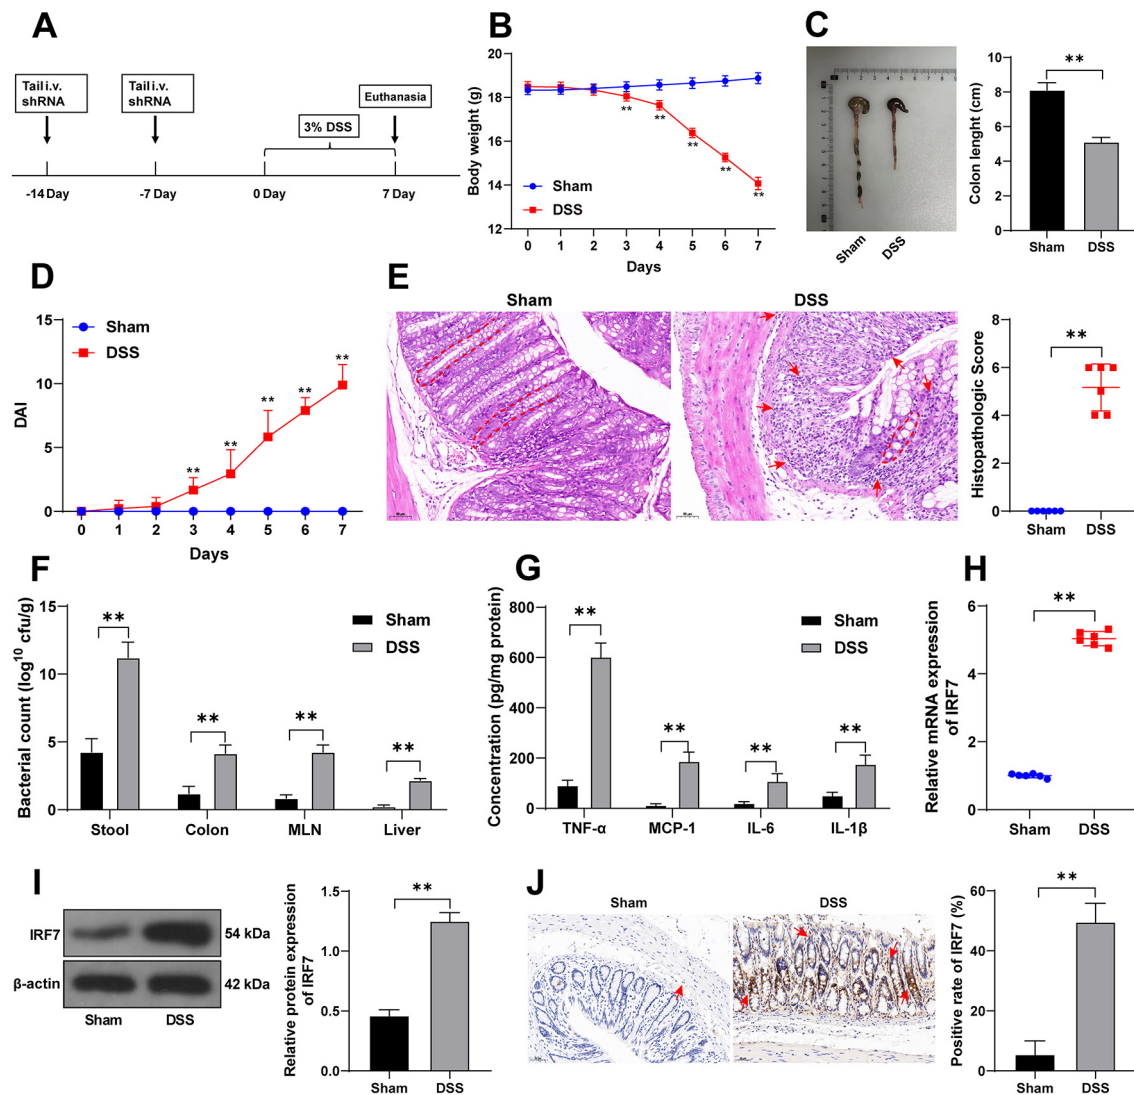 A
Tail i.v.
shRNA
Tail i.v.
shRNA
Euthanasia
3% DSS
-14 Day
-7 Day
0 Day
7 Day
B
Body weight (g)
20
18
16
14
12
Sham
DSS
**
**
**
**
**
0 1 2 3 4 5 6 7
Days
C
Sham
DSS
Colon lenght (cm)
10
8
6
4
2
0
**
Sham DSS
D
DAI
15
10
5
0
Sham
DSS
**
**
**
**
**
0 1 2 3 4 5 6 7
Days
E
Sham
DSS
Histopathologic Score
8
6
4
2
0
**
Sham DSS
F
Bacterial count (log10 cfu/g)
15
10
5
0
Sham
DSS
**
**
**
**
Stool Colon MLN Liver
G
Concentration (pg/mg protein)
800
600
400
200
0
Sham
DSS
**
**
**
**
TNF-α MCP-1 IL-6 IL-1β
H
Relative mRNA expression
of IRF7
6
4
2
0
**
Sham DSS
I
IRF7
54 kDa
β-actin
42 kDa
Sham DSS
Relative protein expression
of IRF7
1.5
1.0
0.5
0.0
**
Sham DSS
J
Sham
DSS
Positive rate of IRF7 (%)
60
40
20
0
**
Sham DSS